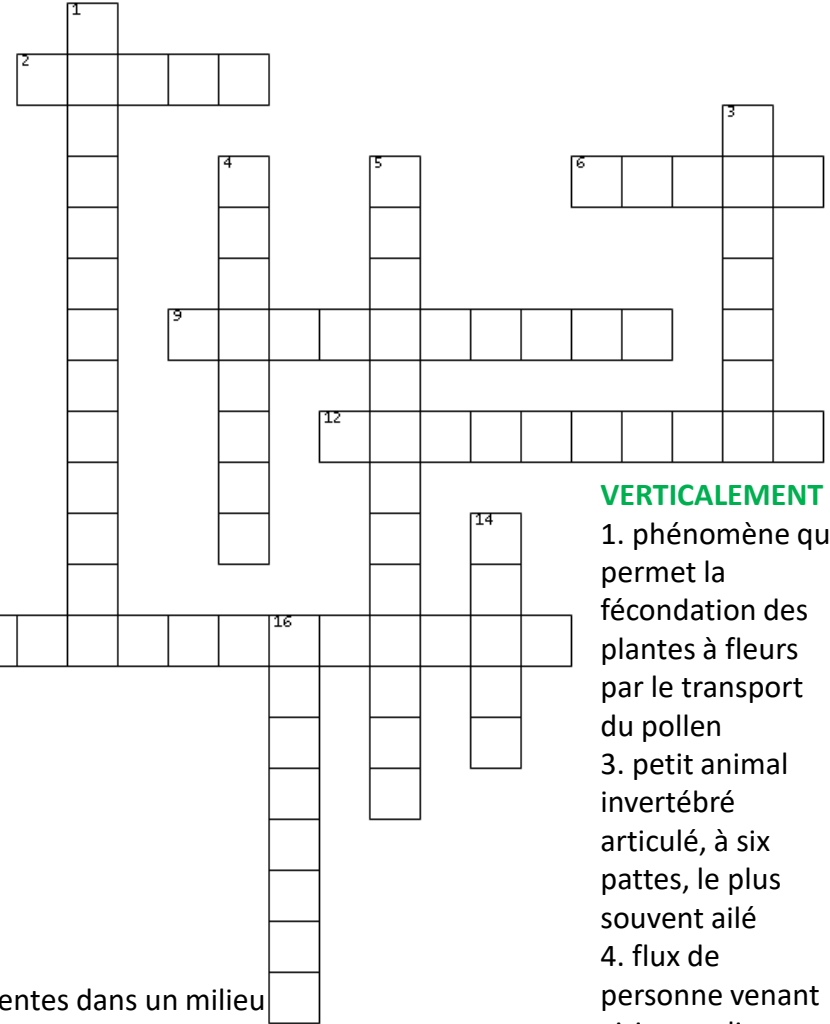 1
2
3
4
5
6
9
12
VERTICALEMENT
14
1. phénomène qu
permet la
fécondation des
plantes à fleurs
16
par le transport
du pollen
3. petit animal
invertébré
articulé, à six
pattes, le plus
souvent ailé
4. flux de
personne venant
entes dans un milieu